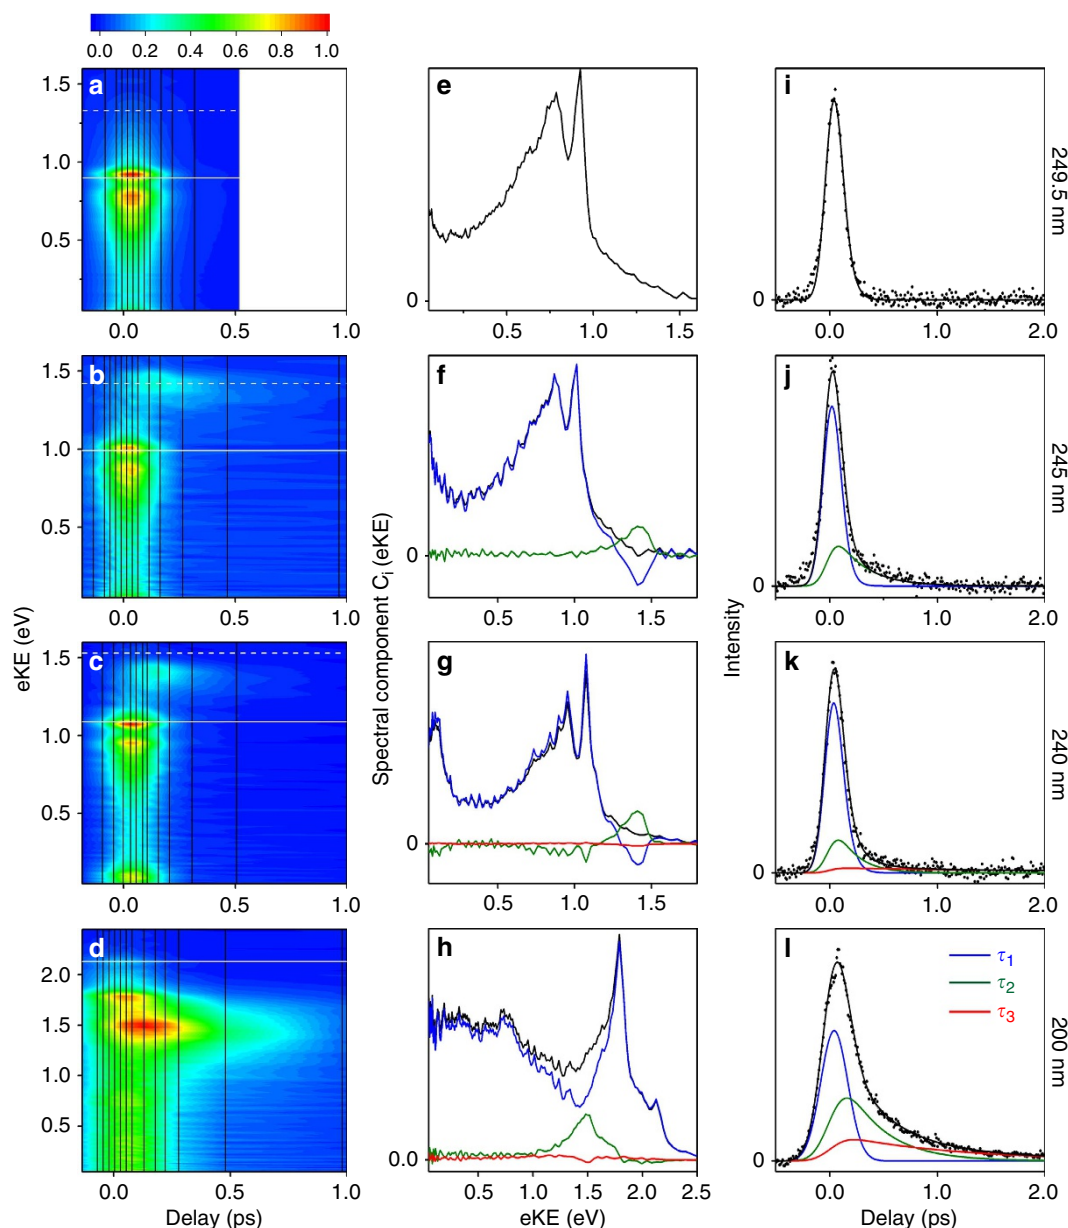 0.0 0.2 0.4 0.6 0.8 1.0
a
1.5
1.0
0.5
0.0 0.5 1.0
e
0
0.5 1.0 1.5
i
0
0.0 1.0 2.0
249.5 nm
b
1.5
1.0
0.5
0.0 0.5 1.0
f
0
0.5 1.0 1.5
j
0
0.0 1.0 2.0
245 nm
eKE (eV)
Spectral component Cᵢ (eKE)
Intensity
c
1.5
1.0
0.5
0.0 0.5 1.0
g
0
0.5 1.0 1.5
k
0
0.0 1.0 2.0
240 nm
d
2.0
1.5
1.0
0.5
0.0 0.5 1.0
Delay (ps)
h
0.0
0.5 1.0 1.5 2.0 2.5
eKE (eV)
l
τ₁
τ₂
τ₃
0
0.0 1.0 2.0
Delay (ps)
200 nm